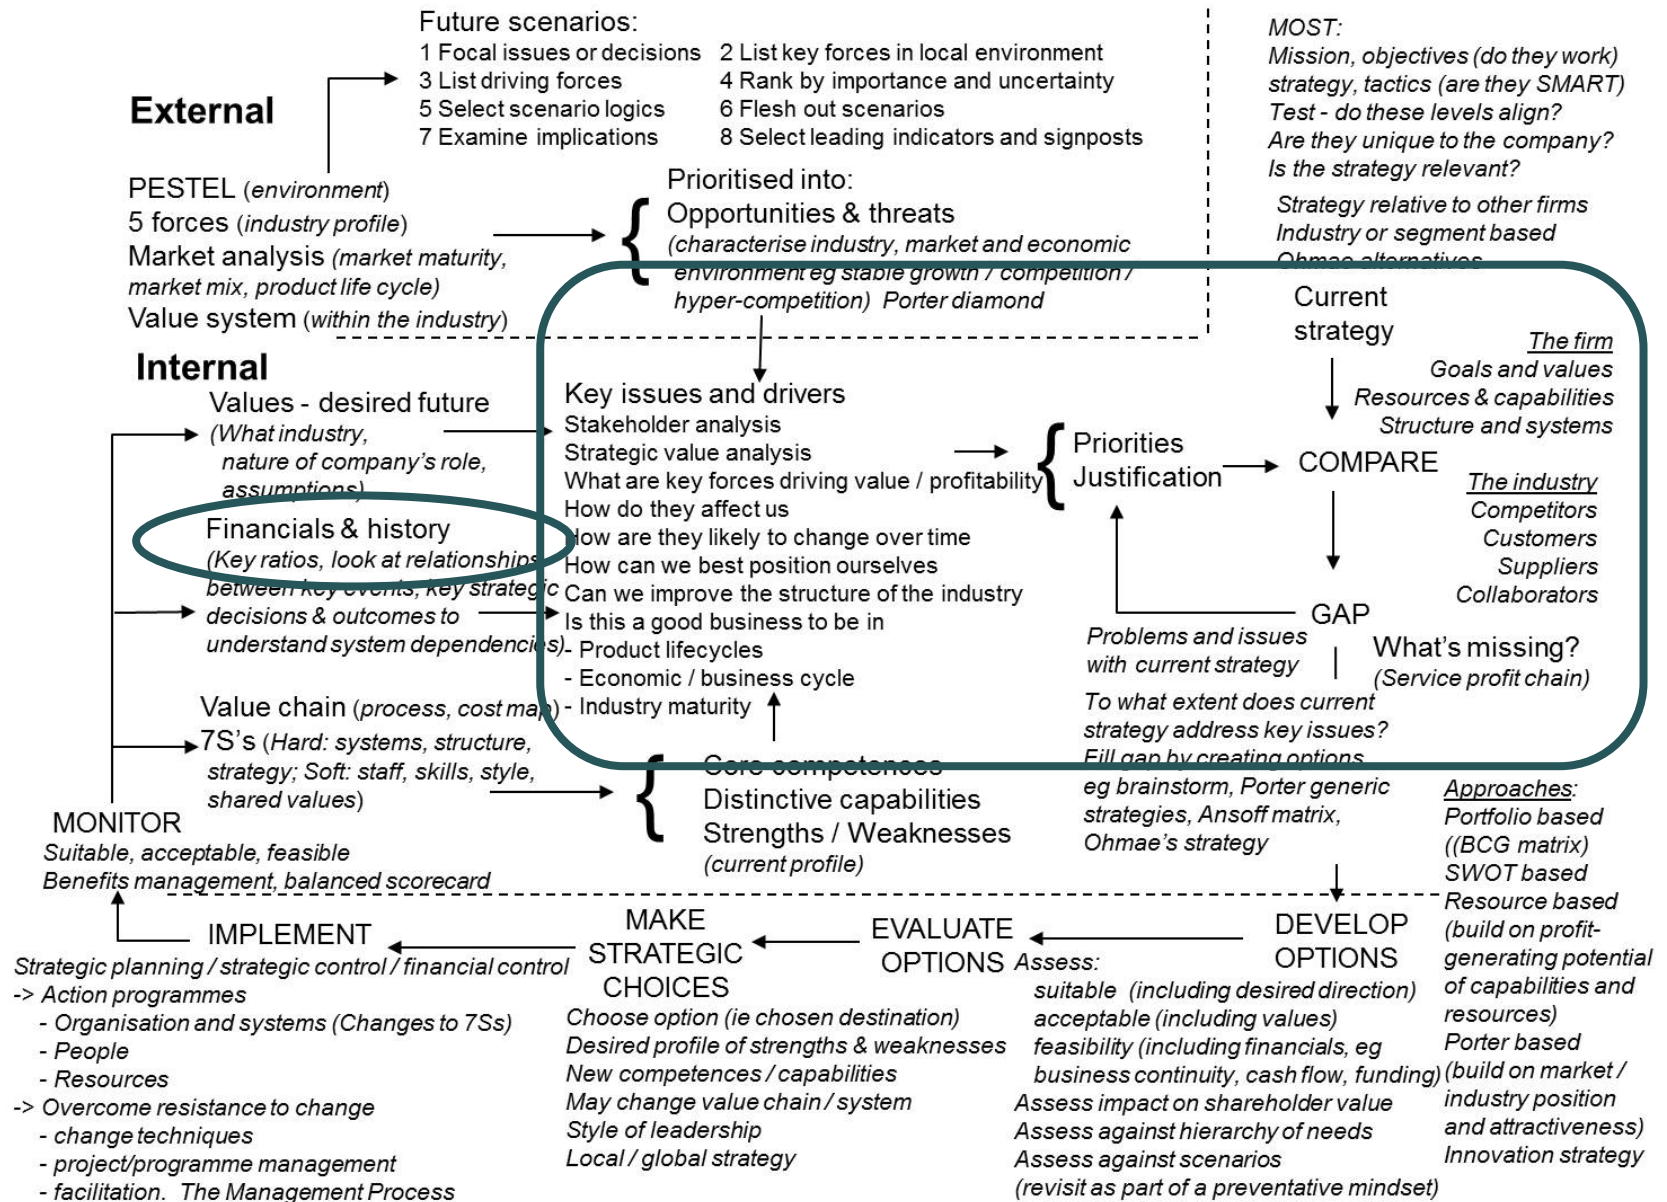 Future scenarios:
1 Focal issues or decisions 2 List key forces in local environment
3 List driving forces 4 Rank by importance and uncertainty
5 Select scenario logics 6 Flesh out scenarios
7 Examine implications 8 Select leading indicators and signposts
MOST:
Mission, objectives (do they work)
strategy, tactics (are they SMART)
Test - do these levels align?
Are they unique to the company?
Is the strategy relevant?
Strategy relative to other firms
Industry or segment based
Ohmae alternatives
External
PESTEL (environment)
5 forces (industry profile)
Market analysis (market maturity,
market mix, product life cycle)
Value system (within the industry)
Prioritised into:
Opportunities & threats
(characterise industry, market and economic
environment eg stable growth / competition /
hyper-competition) Porter diamond
Internal
Values - desired future
(What industry,
nature of company's role,
assumptions)
Financials & history
(Key ratios, look at relationships
between key events, key strategic
decisions & outcomes to
understand system dependencies)
Value chain (process, cost map)
7S's (Hard: systems, structure,
strategy; Soft: staff, skills, style,
shared values)
Key issues and drivers
Stakeholder analysis
Strategic value analysis
What are key forces driving value / profitability
How do they affect us
How are they likely to change over time
How can we best position ourselves
Can we improve the structure of the industry
Is this a good business to be in
- Product lifecycles
- Economic / business cycle
- Industry maturity
Core competences
Distinctive capabilities
Strengths / Weaknesses
(current profile)
Priorities
Justification
Current
strategy
The firm
Goals and values
Resources & capabilities
Structure and systems
COMPARE
The industry
Competitors
Customers
Suppliers
Collaborators
GAP
Problems and issues
with current strategy
What's missing?
(Service profit chain)
To what extent does current
strategy address key issues?
Fill gap by creating options
eg brainstorm, Porter generic
strategies, Ansoff matrix,
Ohmae's strategy
Approaches:
Portfolio based
((BCG matrix)
SWOT based
Resource based
(build on profit-
generating potential
of capabilities and
resources)
Porter based
(build on market /
industry position
and attractiveness)
Innovation strategy
MONITOR
Suitable, acceptable, feasible
Benefits management, balanced scorecard
IMPLEMENT
Strategic planning / strategic control / financial control
-> Action programmes
- Organisation and systems (Changes to 7Ss)
- People
- Resources
-> Overcome resistance to change
- change techniques
- project/programme management
- facilitation. The Management Process
MAKE
STRATEGIC
CHOICES
Choose option (ie chosen destination)
Desired profile of strengths & weaknesses
New competences / capabilities
May change value chain / system
Style of leadership
Local / global strategy
EVALUATE
OPTIONS
Assess:
suitable (including desired direction)
acceptable (including values)
feasibility (including financials, eg
business continuity, cash flow, funding)
Assess impact on shareholder value
Assess against hierarchy of needs
Assess against scenarios
(revisit as part of a preventative mindset)
DEVELOP
OPTIONS